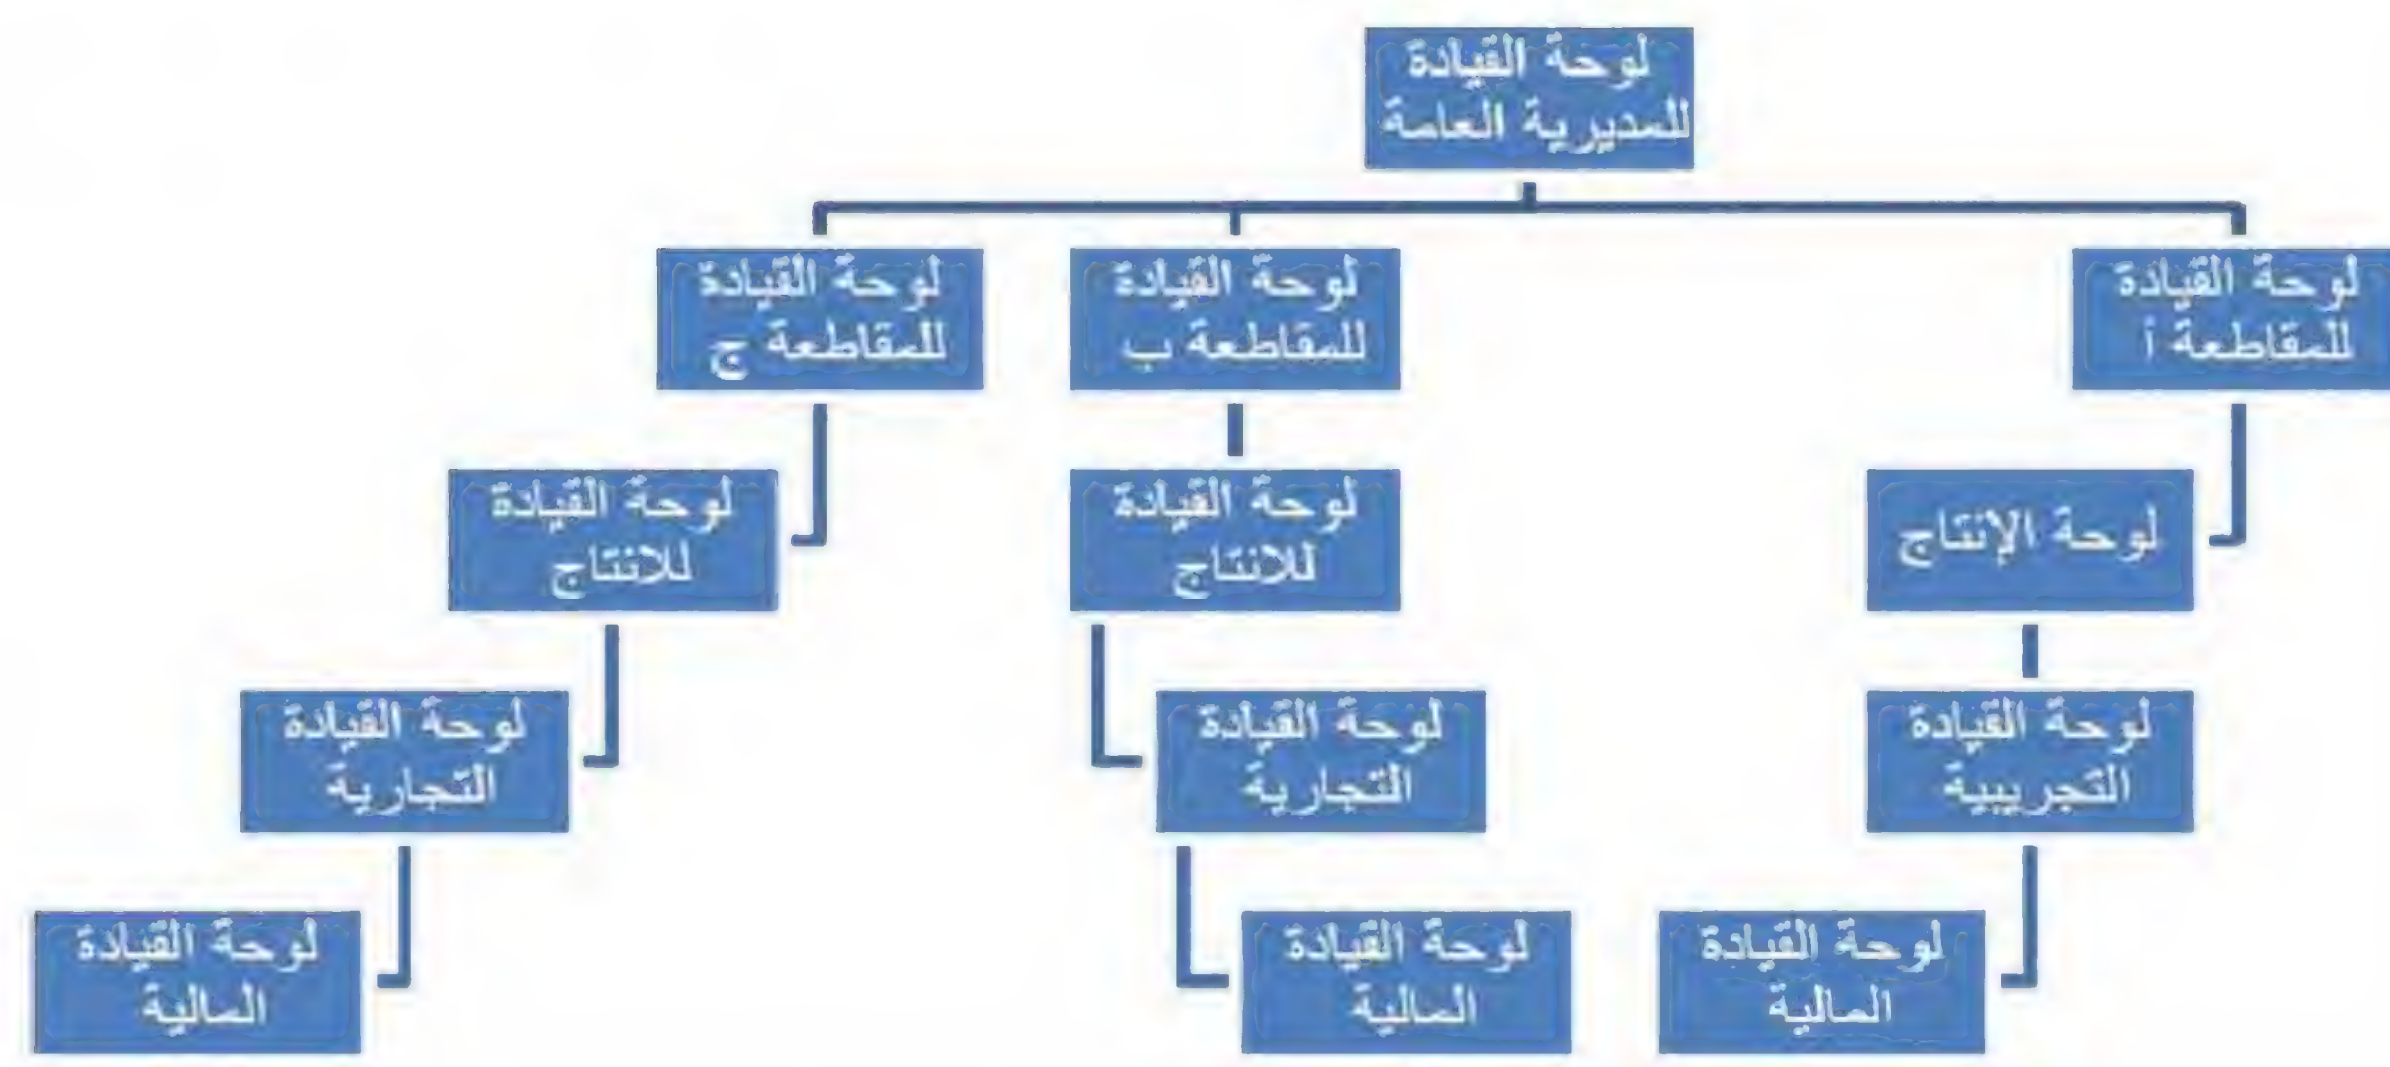 لوحة القيادة
للمديرية العامة
لوحة القيادة
للمقاطعة أ
لوحة القيادة
للمقاطعة ب
لوحة القيادة
للمقاطعة ج
لوحة الإنتاج
لوحة القيادة
للانتاج
لوحة القيادة
للانتاج
لوحة القيادة
التجريبية
لوحة القيادة
التجارية
لوحة القيادة
التجارية
لوحة القيادة
المالية
لوحة القيادة
المالية
لوحة القيادة
المالية